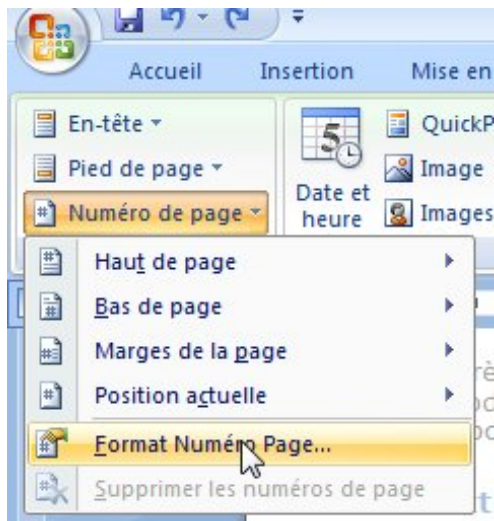 Accueil Insertion Mise en
En-tête
Pied de page
Numéro de page
5
Date et
heure
QuickP
Image
Images
Haut de page
Bas de page
Marges de la page
Position actuelle
Format Numéro Page...
Supprimer les numéros de page